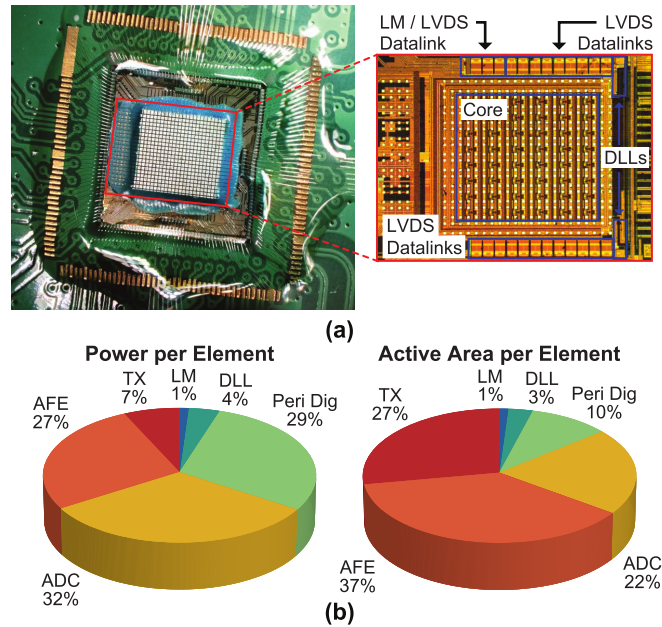 LM / LVDS
Datalink
LVDS
Datalinks
Core
DLLs
LVDS
Datalinks
(a)
Power per Element
TX
7%
LM
1%
DLL
4%
Peri Dig
29%
AFE
27%
ADC
32%
Active Area per Element
LM
1%
DLL
3%
Peri Dig
10%
TX
27%
AFE
37%
ADC
22%
(b)